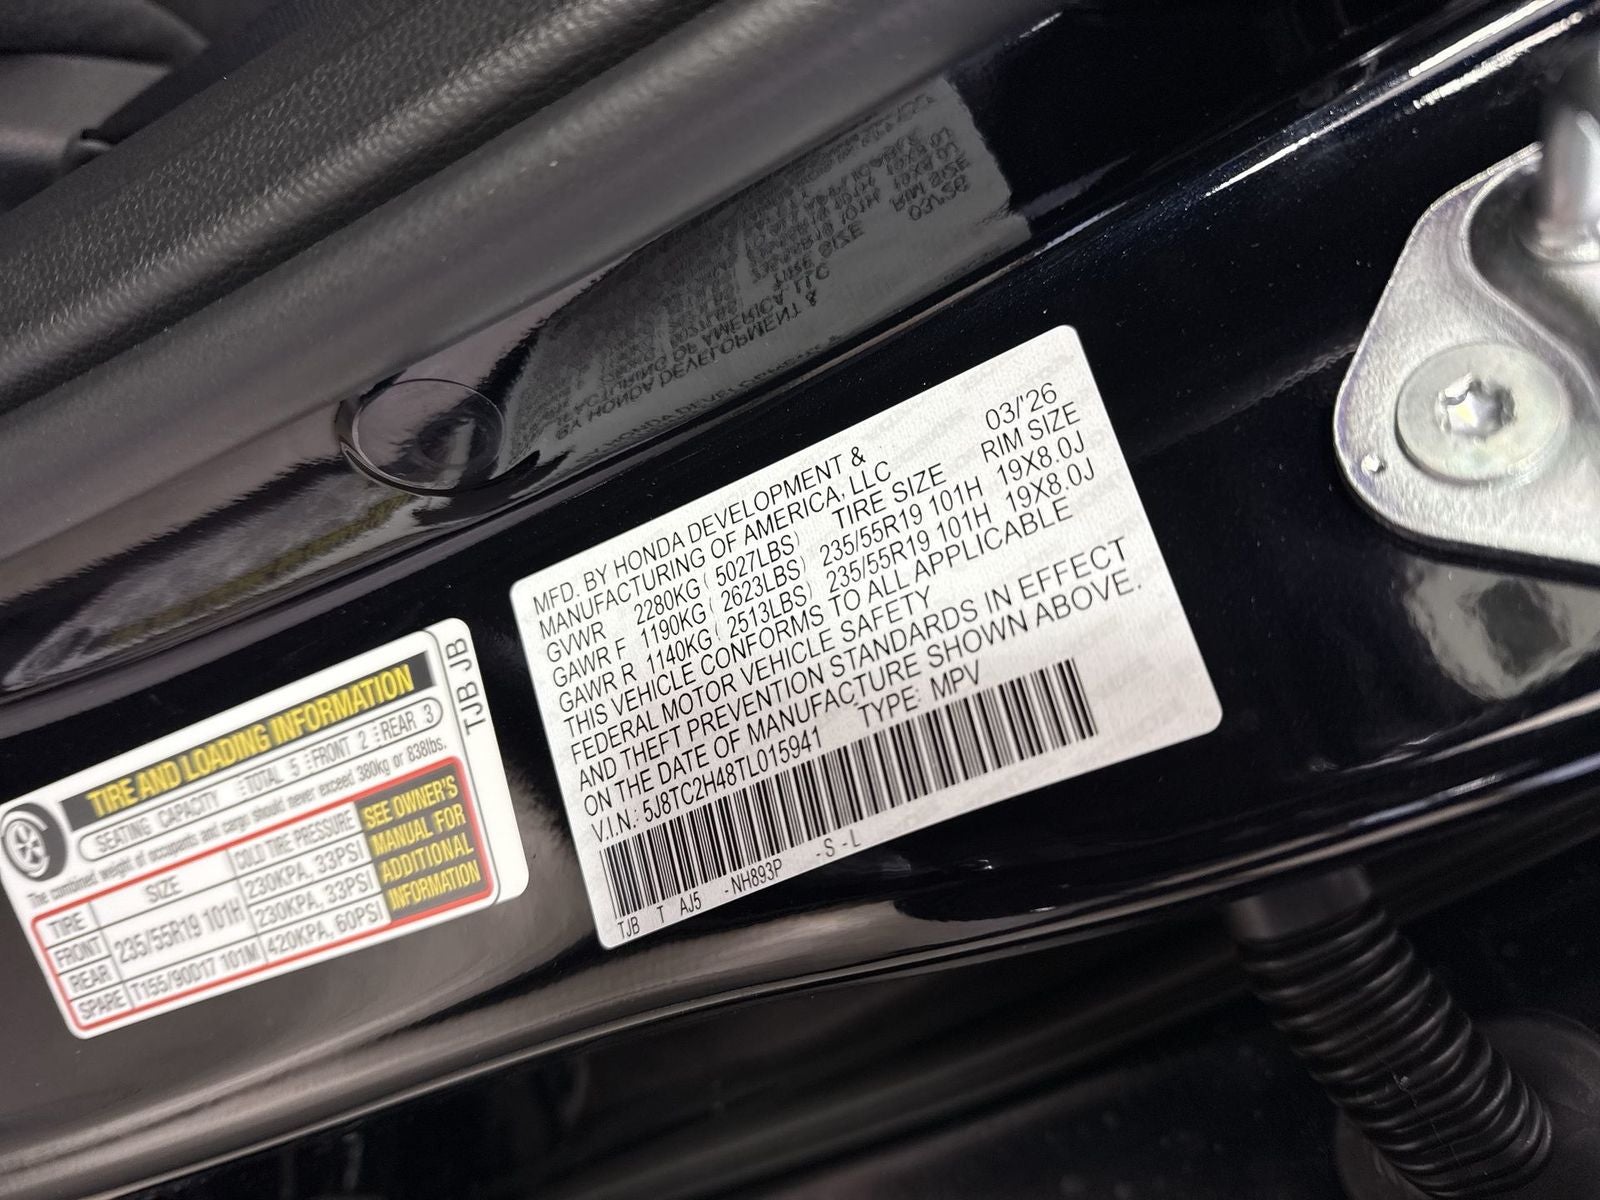 MFD. BY HONDA DEVELOPMENT &
MANUFACTURING OF AMERICA, LLC 03/'26
GVWR 2280KG ( 5027LBS) TIRE SIZE RIM SIZE
GAWR F 1190KG ( 2623LBS) 235/55R19 101H 19X8.0J
GAWR R 1140KG ( 2513LBS) 235/55R19 101H 19X8.0J
THIS VEHICLE CONFORMS TO ALL APPLICABLE
FEDERAL MOTOR VEHICLE SAFETY
AND THEFT PREVENTION STANDARDS IN EFFECT
ON THE DATE OF MANUFACTURE SHOWN ABOVE.
V.I.N.: 5J8TC2H48TL015941 TYPE: MPV
TJB T AJ5 -NH893P -S-L
TIRE AND LOADING INFORMATION
TJB JB
SEATING CAPACITY TOTAL 5 FRONT 2 REAR 3
The combined weight of occupants and cargo should never exceed 380kg or 838lbs.
TIRE SIZE COLD TIRE PRESSURE
FRONT 235/55R19 101H 230KPA, 33PSI
REAR 230KPA, 33PSI
SPARE T155/90D17 101M 420KPA, 60PSI
SEE OWNER'S
MANUAL FOR
ADDITIONAL
INFORMATION